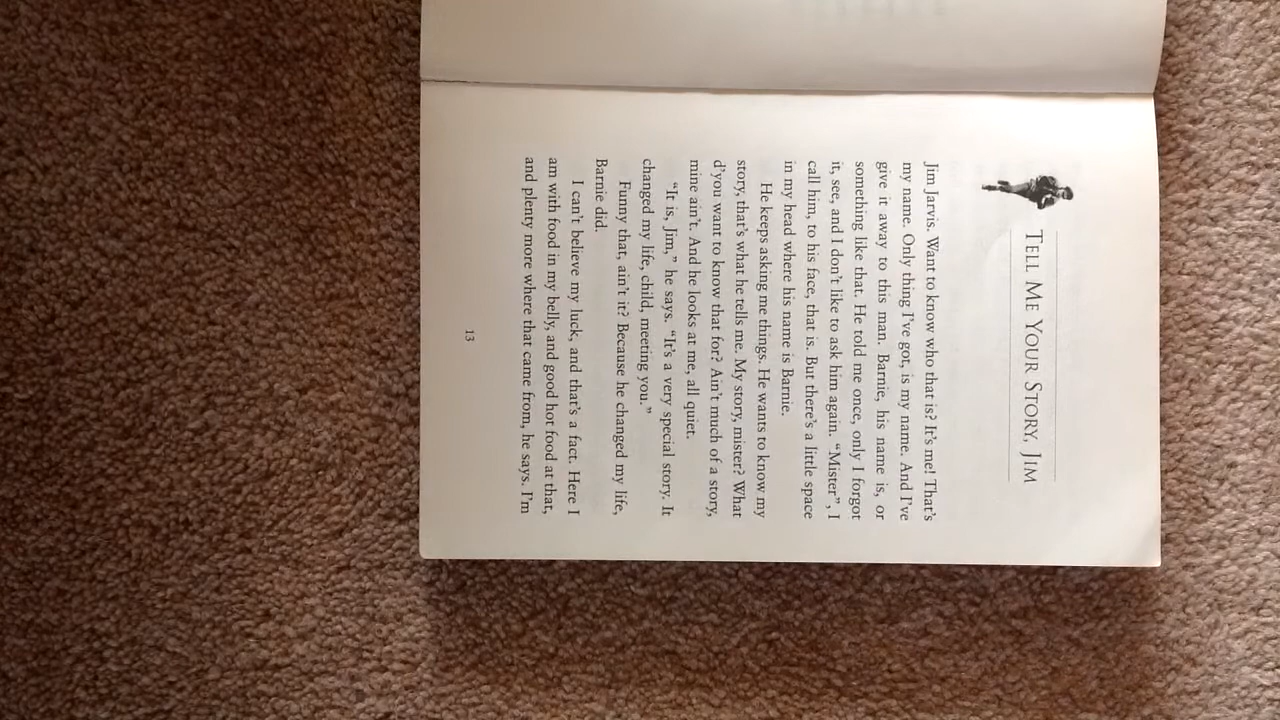 TELL ME YOUR STORY, JIM
Jim Jarvis. Want to know who that is? It's me! That's
my name. Only thing I've got, is my name. And I've
give it away to this man. Barnie, his name is, or
something like that. He told me once, only I forgot
it, see, and I don't like to ask him again. “Mister”, I
call him, to his face, that is. But there's a little space
in my head where his name is Barnie.
He keeps asking me things. He wants to know my
story, that's what he tells me. My story, mister? What
d'you want to know that for? Ain't much of a story,
mine ain't. And he looks at me, all quiet.
“It is, Jim,” he says. “It's a very special story. It
changed my life, child, meeting you.”
Funny that, ain't it? Because he changed my life,
Barnie did.
I can't believe my luck, and that's a fact. Here I
am with food in my belly, and good hot food at that,
and plenty more where that came from, he says. I'm
13